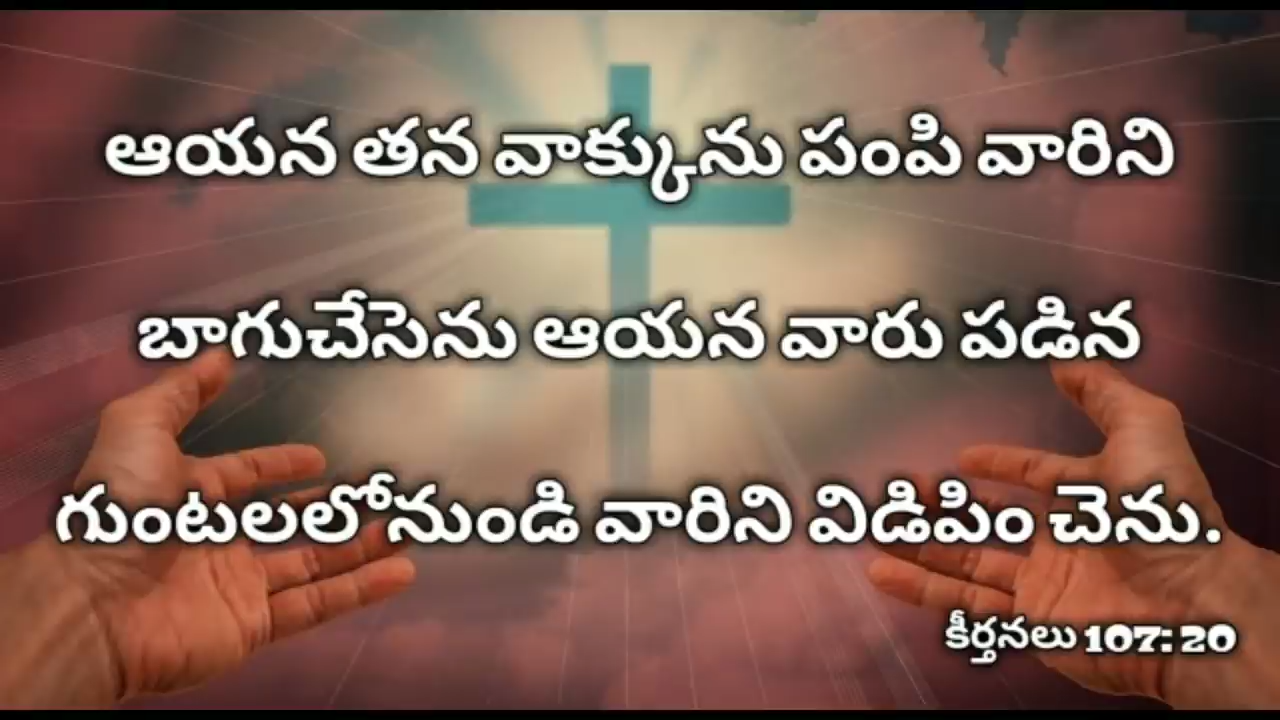 ఆయన తన వాక్కును పంపి వారిని
బాగుచేసెను ఆయన వారు పడిన
గుంటలలోనుండి వారిని విడిపిం చెను.
కీర్తనలు 107: 20